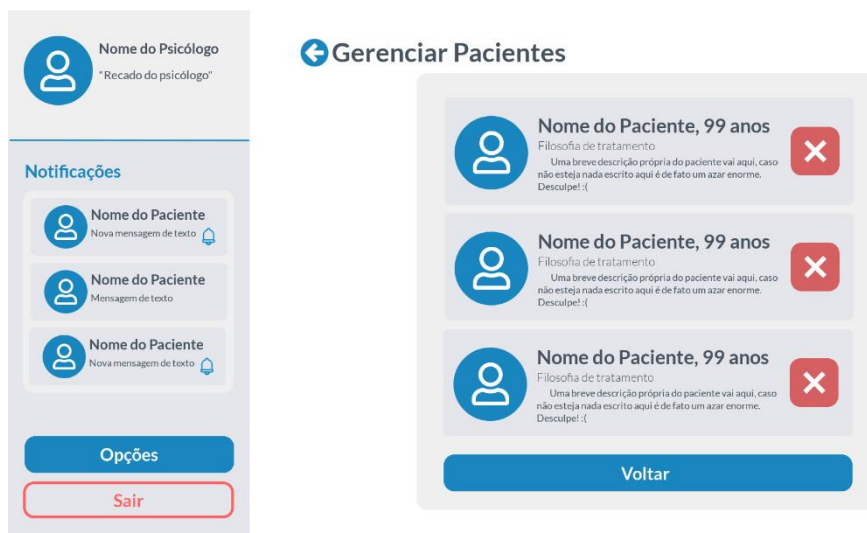 Nome do Psicólogo
"Recado do psicólogo"
Notificações
Nome do Paciente
Nova mensagem de texto
Nome do Paciente
Mensagem de texto
Nome do Paciente
Nova mensagem de texto
Opções
Sair
Gerenciar Pacientes
Nome do Paciente, 99 anos
Filosofia de tratamento
Uma breve descrição própria do paciente vai aqui, caso
não esteja nada escrito aqui é de fato um azar enorme.
Desculpe! :(
Nome do Paciente, 99 anos
Filosofia de tratamento
Uma breve descrição própria do paciente vai aqui, caso
não esteja nada escrito aqui é de fato um azar enorme.
Desculpe! :(
Nome do Paciente, 99 anos
Filosofia de tratamento
Uma breve descrição própria do paciente vai aqui, caso
não esteja nada escrito aqui é de fato um azar enorme.
Desculpe! :(
Voltar